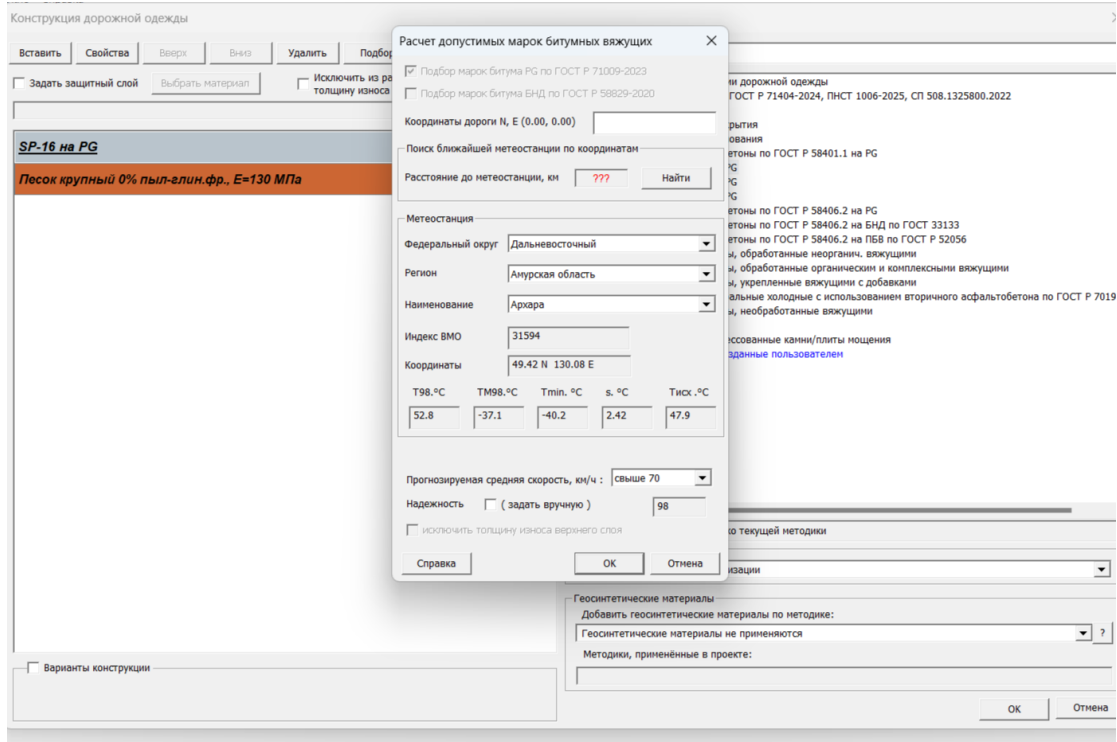 Конструкция дорожной одежды
Вставить Свойства Вверх Вниз Удалить Подбор
Задать защитный слой Выбрать материал Исключить из
толщину износа
SP-16 на PG
Песок крупный 0% пыл-глин.фр., Е=130 МПа
Варианты конструкции
Расчет допустимых марок битумных вяжущих
Подбор марок битума PG по ГОСТ Р 71009-2023
Подбор марок битума БНД по ГОСТ Р 58829-2020
Координаты дороги N, E (0.00, 0.00)
Поиск ближайшей метеостанции по координатам
Расстояние до метеостанции, км ??? Найти
Метеостанция
Федеральный округ Дальневосточный
Регион Амурская область
Наименование Архара
Индекс ВМО 31594
Координаты 49.42 N 130.08 E
T98.°C TM98.°C Tmin. °C s. °C Tисх .°C
52.8 -37.1 -40.2 2.42 47.9
Прогнозируемая средняя скорость, км/ч : свыше 70
Надежность ( задать вручную ) 98
исключить толщину износа верхнего слоя
Справка ОК Отмена
ии дорожной одежды
ГОСТ Р 71404-2024, ПНСТ 1006-2025, СП 508.1325800.2022
крытия
ования
етоны по ГОСТ Р 58401.1 на PG
PG
PG
PG
етоны по ГОСТ Р 58406.2 на PG
етоны по ГОСТ Р 58406.2 на БНД по ГОСТ 33133
етоны по ГОСТ Р 58406.2 на ПБВ по ГОСТ Р 52056
ы, обработанные неорганич. вяжущими
ы, обработанные органическим и комплексными вяжущими
ы, укрепленные вяжущими с добавками
альные холодные с использованием вторичного асфальтобетона по ГОСТ Р 7019
ы, необработанные вяжущими
ессованные камни/плиты мощения
зданные пользователем
ко текущей методики
изации
Геосинтетические материалы
Добавить геосинтетические материалы по методике:
Геосинтетические материалы не применяются ?
Методики, применённые в проекте:
ОК Отмена